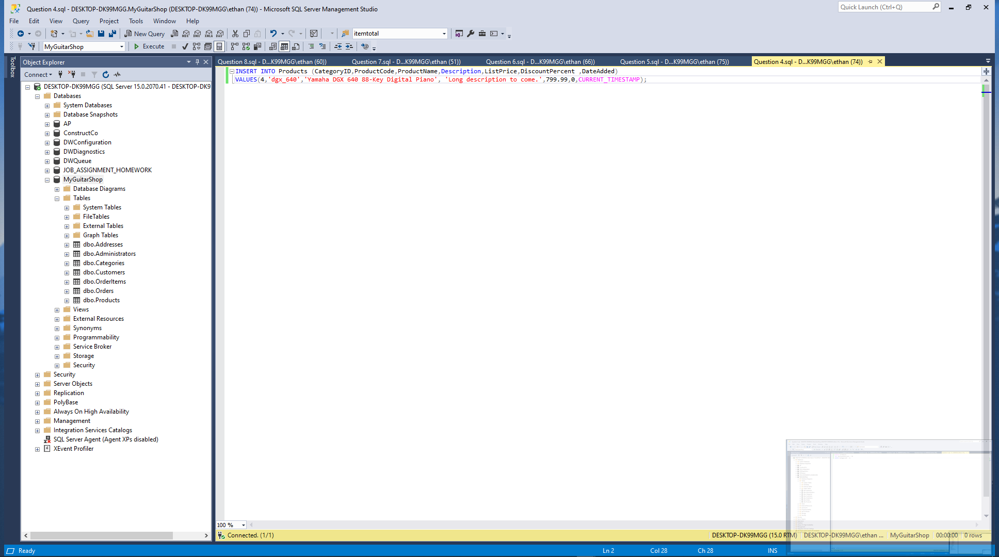 Question 4.sql - DESKTOP-DK99MGG.MyGuitarShop (DESKTOP-DK99MGG\ethan (74)) - Microsoft SQL Server Management Studio
Quick Launch (Ctrl+Q)
File Edit View Query Project Tools Window Help
New Query MDX DMX XMLA DAX itemtotal
MyGuitarShop Execute
Toolbox
Object Explorer
Question 8.sql - D...K99MGG\ethan (60)) Question 7.sql - D...K99MGG\ethan (51)) Question 6.sql - D...K99MGG\ethan (66)) Question 5.sql - D...K99MGG\ethan (75)) Question 4.sql - D...K99MGG\ethan (74))
Connect
INSERT INTO Products (CategoryID,ProductCode,ProductName,Description,ListPrice,DiscountPercent ,DateAdded)
VALUES(4,'dgx_640','Yamaha DGX 640 88-Key Digital Piano', 'Long description to come.',799.99,0,CURRENT_TIMESTAMP);
DESKTOP-DK99MGG (SQL Server 15.0.2070.41 - DESKTOP-DK9
Databases
System Databases
Database Snapshots
AP
ConstructCo
DWConfiguration
DWDiagnostics
DWQueue
JOB_ASSIGNMENT_HOMEWORK
MyGuitarShop
Database Diagrams
Tables
System Tables
FileTables
External Tables
Graph Tables
dbo.Addresses
dbo.Administrators
dbo.Categories
dbo.Customers
dbo.OrderItems
dbo.Orders
dbo.Products
Views
External Resources
Synonyms
Programmability
Service Broker
Storage
Security
Security
Server Objects
Replication
PolyBase
Always On High Availability
Management
Integration Services Catalogs
SQL Server Agent (Agent XPs disabled)
XEvent Profiler
100 %
Connected. (1/1) DESKTOP-DK99MGG (15.0 RTM) DESKTOP-DK99MGG\ethan ... MyGuitarShop 00:00:00 0 rows
Ready Ln 2 Col 28 Ch 28 INS